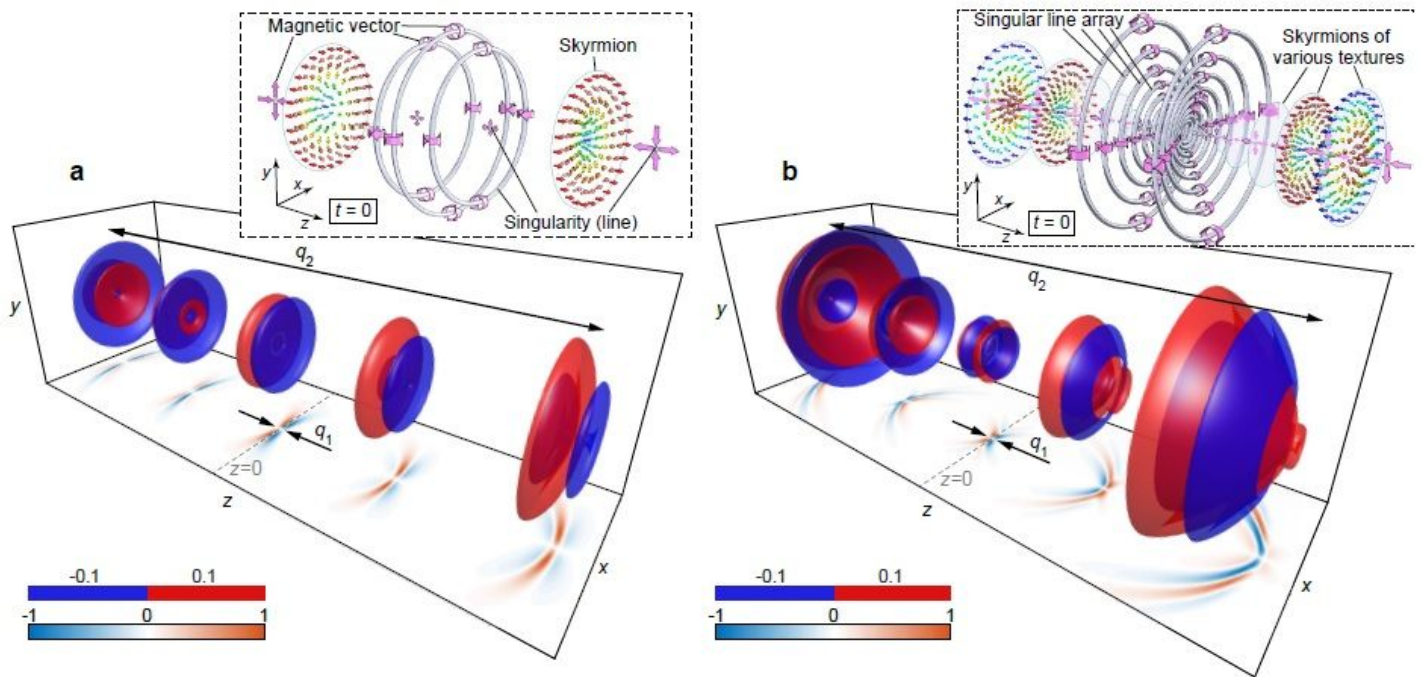 Magnetic vector
Skyrmion
y
x
z
t = 0
Singularity (line)
a
q2
y
q1
z=0
z
x
-0.1 0.1
-1 0 1
Singular line array
Skyrmions of
various textures
y
x
z
t = 0
b
q2
y
q1
z=0
z
x
-0.1 0.1
-1 0 1